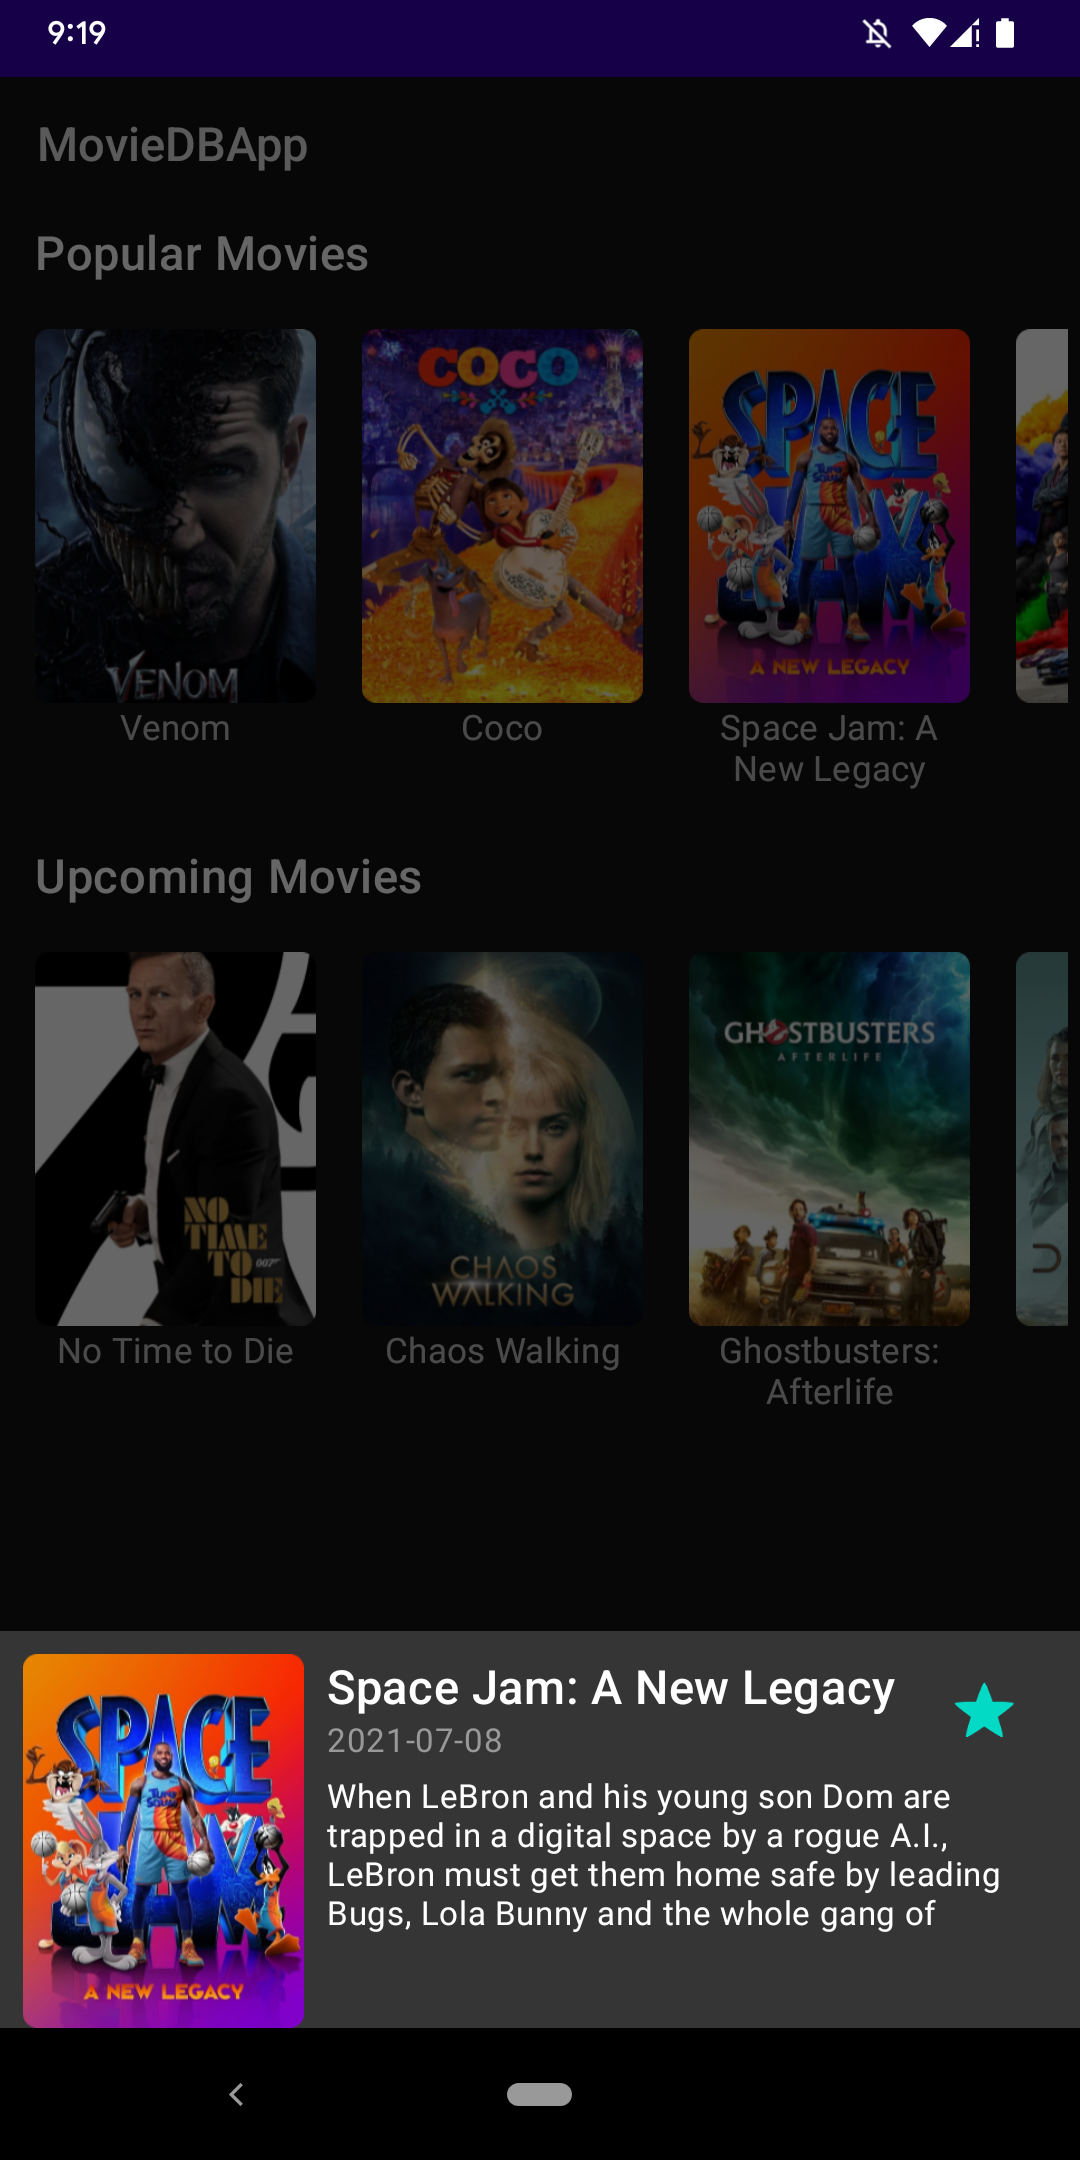 9:19
MovieDBApp
Popular Movies
VENOM
COCO
SPACE
JAM
TUNE
SQUAD
A NEW LEGACY
Venom
Coco
Space Jam: A
New Legacy
Upcoming Movies
NO
TIME
TO 007
DIE
CHAOS
WALKING
GHOSTBUSTERS
AFTERLIFE
No Time to Die
Chaos Walking
Ghostbusters:
Afterlife
SPACE
JAM
TUNE
SQUAD
A NEW LEGACY
Space Jam: A New Legacy
2021-07-08
When LeBron and his young son Dom are
trapped in a digital space by a rogue A.I.,
LeBron must get them home safe by leading
Bugs, Lola Bunny and the whole gang of